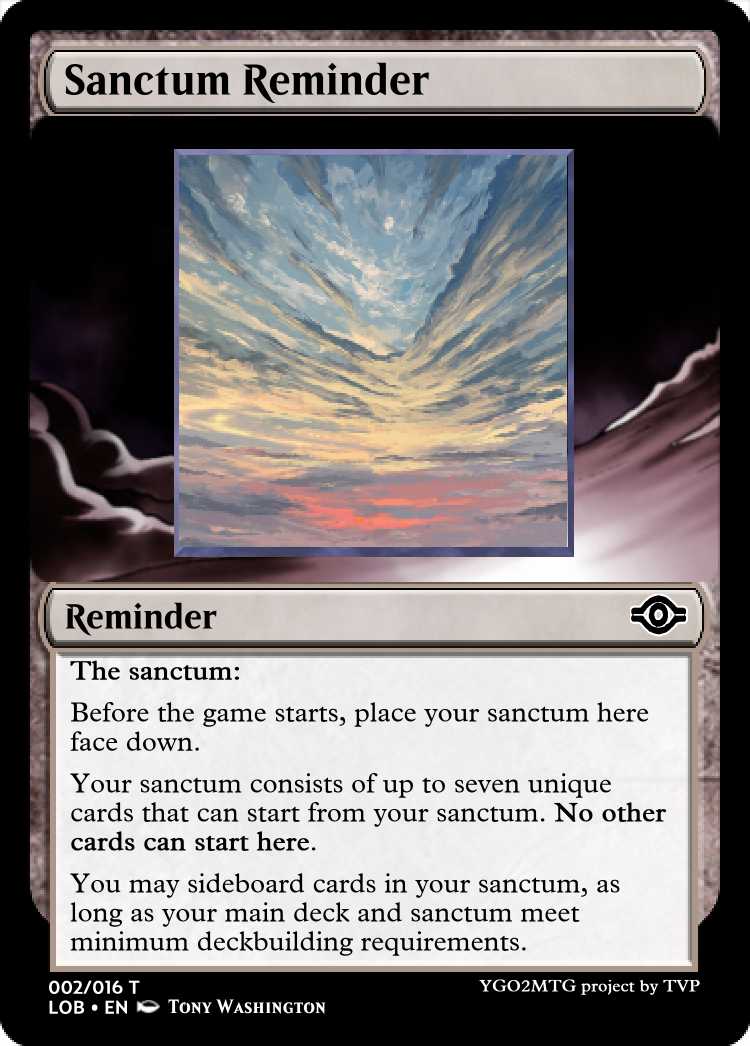 Sanctum Reminder
Reminder
The sanctum:
Before the game starts, place your sanctum here
face down.
Your sanctum consists of up to seven unique
cards that can start from your sanctum. No other
cards can start here.
You may sideboard cards in your sanctum, as
long as your main deck and sanctum meet
minimum deckbuilding requirements.
002/016 T
YGO2MTG project by TVP
LOB • EN Tony Washington